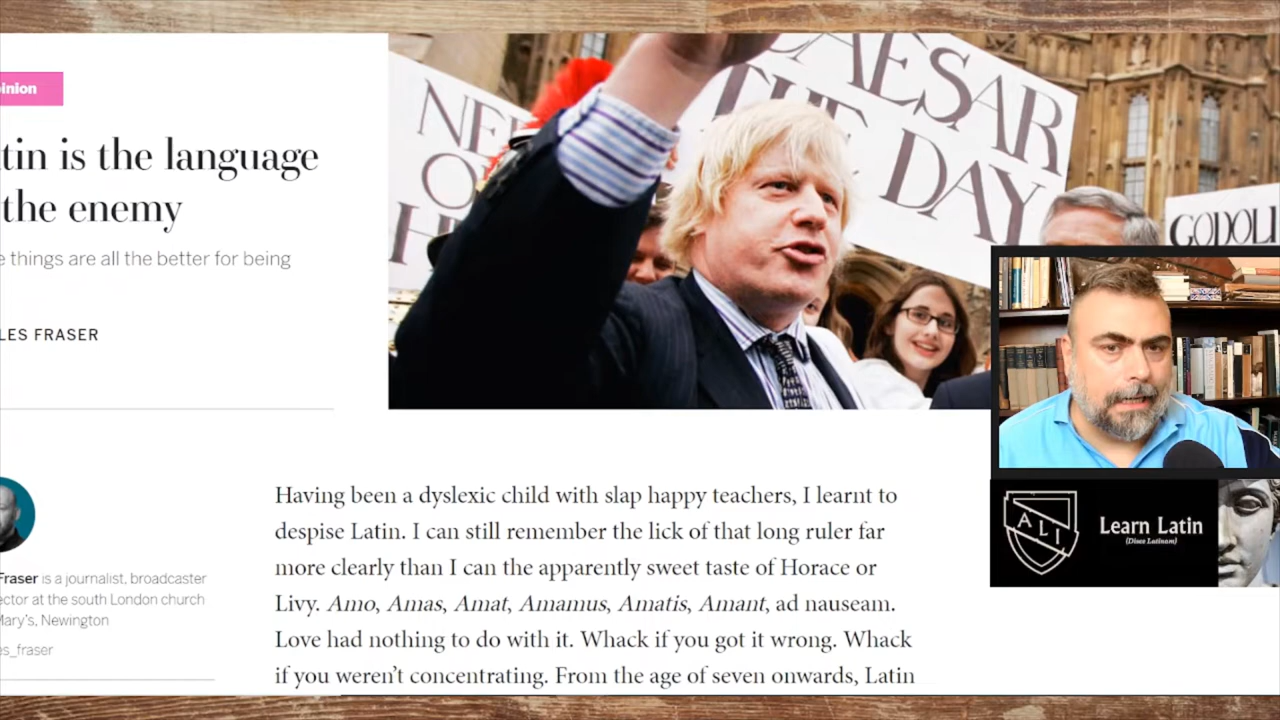 inion
tin is the language
the enemy
e things are all the better for being
LES FRASER
Fraser is a journalist, broadcaster
ector at the south London church
Mary's, Newington
es_fraser
CAESAR
THE DAY
GODOL
Having been a dyslexic child with slap happy teachers, I learnt to
despise Latin. I can still remember the lick of that long ruler far
more clearly than I can the apparently sweet taste of Horace or
Livy. Amo, Amas, Amat, Amamus, Amatis, Amant, ad nauseam.
Love had nothing to do with it. Whack if you got it wrong. Whack
if you weren't concentrating. From the age of seven onwards, Latin
ALI
Learn Latin
(Disce Latinam)